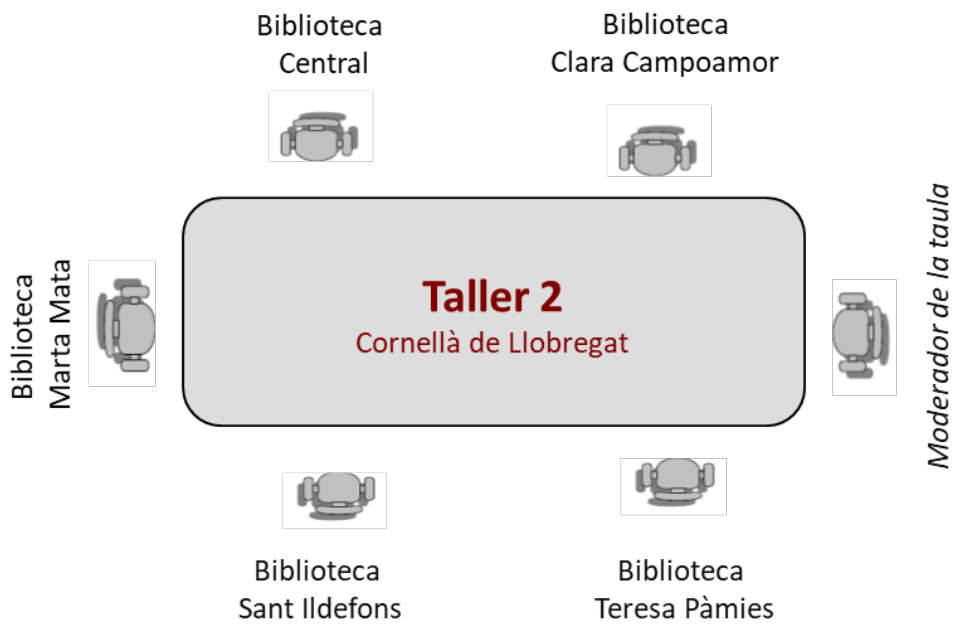 Biblioteca
Central
Biblioteca
Clara Campoamor
Biblioteca
Marta Mata
Taller 2
Cornellà de Llobregat
Moderador de la taula
Biblioteca
Sant Ildefons
Biblioteca
Teresa Pàmies